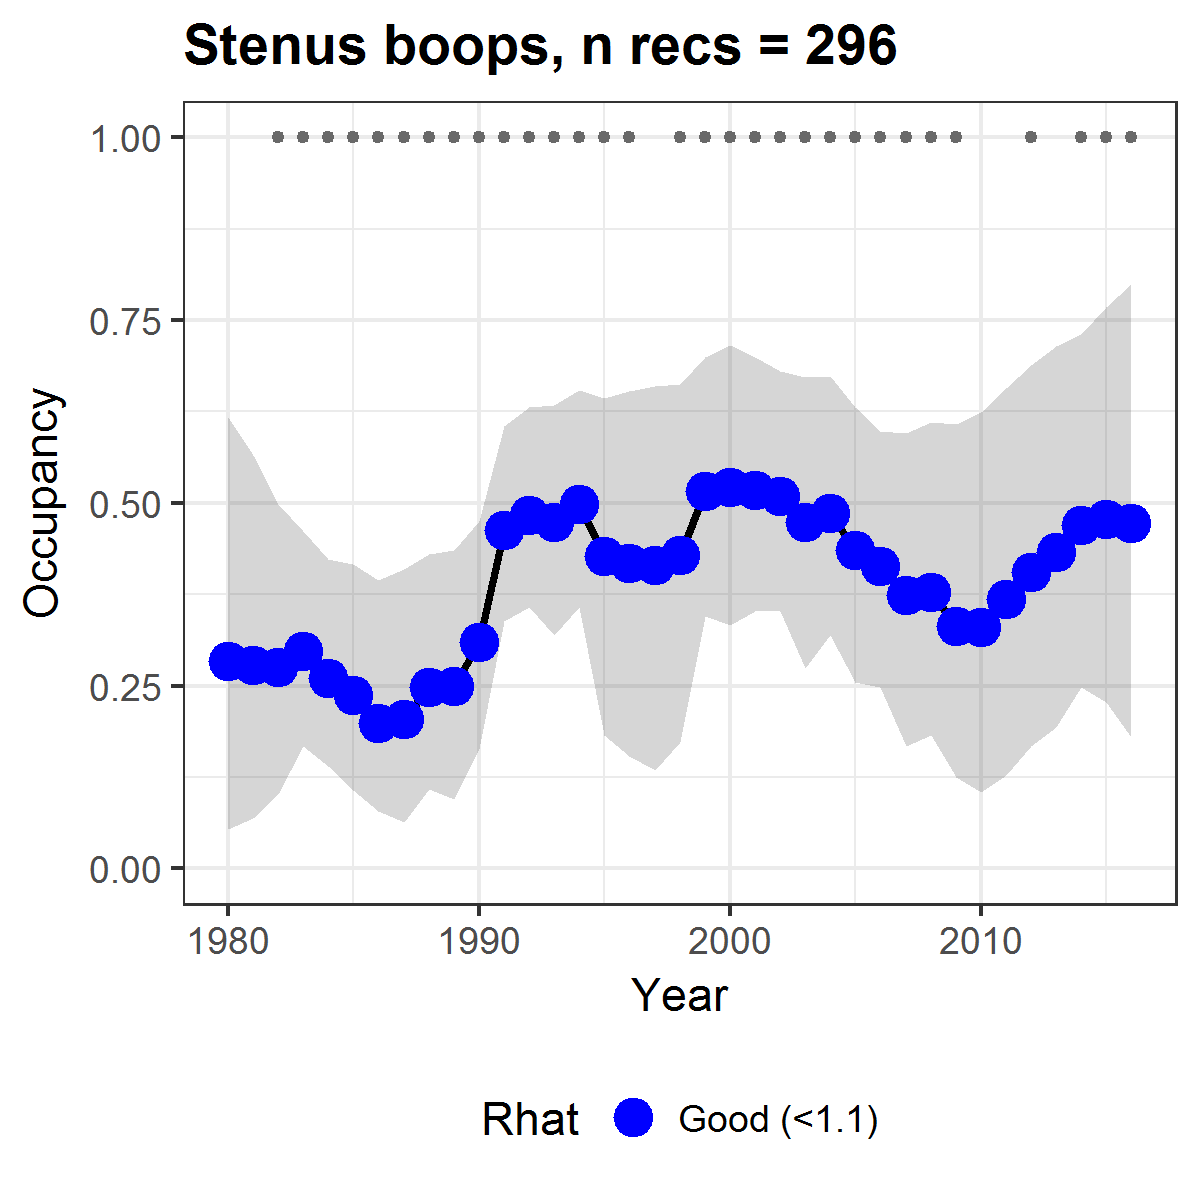 Stenus boops, n recs = 296
1.00
0.75
0.50
0.25
0.00
Occupancy
1980 1990 2000 2010
Year
Rhat Good (<1.1)